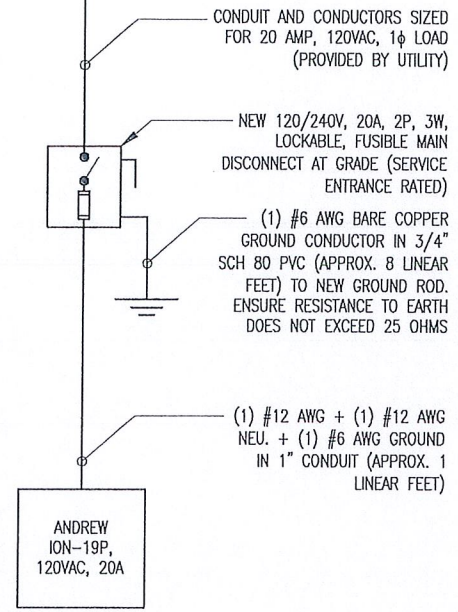 CONDUIT AND CONDUCTORS SIZED
FOR 20 AMP, 120VAC, 1ϕ LOAD
(PROVIDED BY UTILITY)
NEW 120/240V, 20A, 2P, 3W,
LOCKABLE, FUSIBLE MAIN
DISCONNECT AT GRADE (SERVICE
ENTRANCE RATED)
(1) #6 AWG BARE COPPER
GROUND CONDUCTOR IN 3/4"
SCH 80 PVC (APPROX. 8 LINEAR
FEET) TO NEW GROUND ROD.
ENSURE RESISTANCE TO EARTH
DOES NOT EXCEED 25 OHMS
(1) #12 AWG + (1) #12 AWG
NEU. + (1) #6 AWG GROUND
IN 1" CONDUIT (APPROX. 1
LINEAR FEET)
ANDREW
ION-19P,
120VAC, 20A